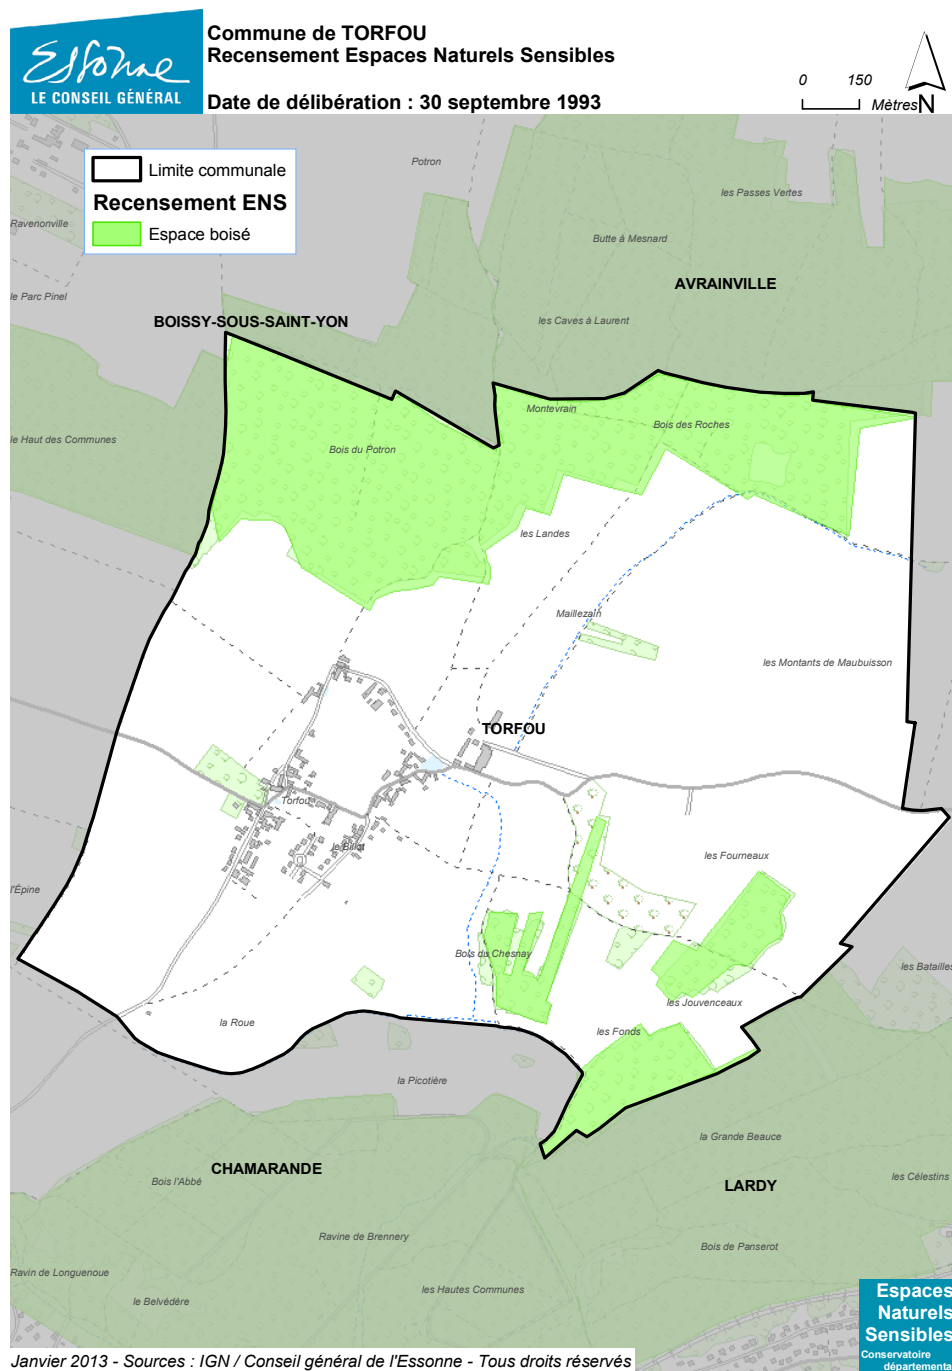 Essonne
LE CONSEIL GÉNÉRAL
Commune de TORFOU
Recensement Espaces Naturels Sensibles
Date de délibération : 30 septembre 1993
0 150
Mètres
N
Limite communale
Recensement ENS
Espace boisé
Potron
les Passes Vertes
Ravenonville
Butte à Mesnard
AVRAINVILLE
le Parc Pinel
BOISSY-SOUS-SAINT-YON
les Caves à Laurent
Montevrain
Bois des Roches
le Haut des Communes
Bois du Potron
les Landes
Maillezain
les Montants de Maubuisson
TORFOU
Torfou
le Billot
les Fourneaux
l'Épine
Bois du Chesnay
les Batailles
les Jouvenceaux
la Roue
les Fonds
la Picotière
la Grande Beauce
CHAMARANDE
Bois l'Abbé
LARDY
les Célestins
Ravine de Brennery
Bois de Panserot
Ravin de Longuenoue
les Hautes Communes
le Belvédère
Espaces
Naturels
Sensibles
Conservatoire
départementa
Janvier 2013 - Sources : IGN / Conseil général de l'Essonne - Tous droits réservés